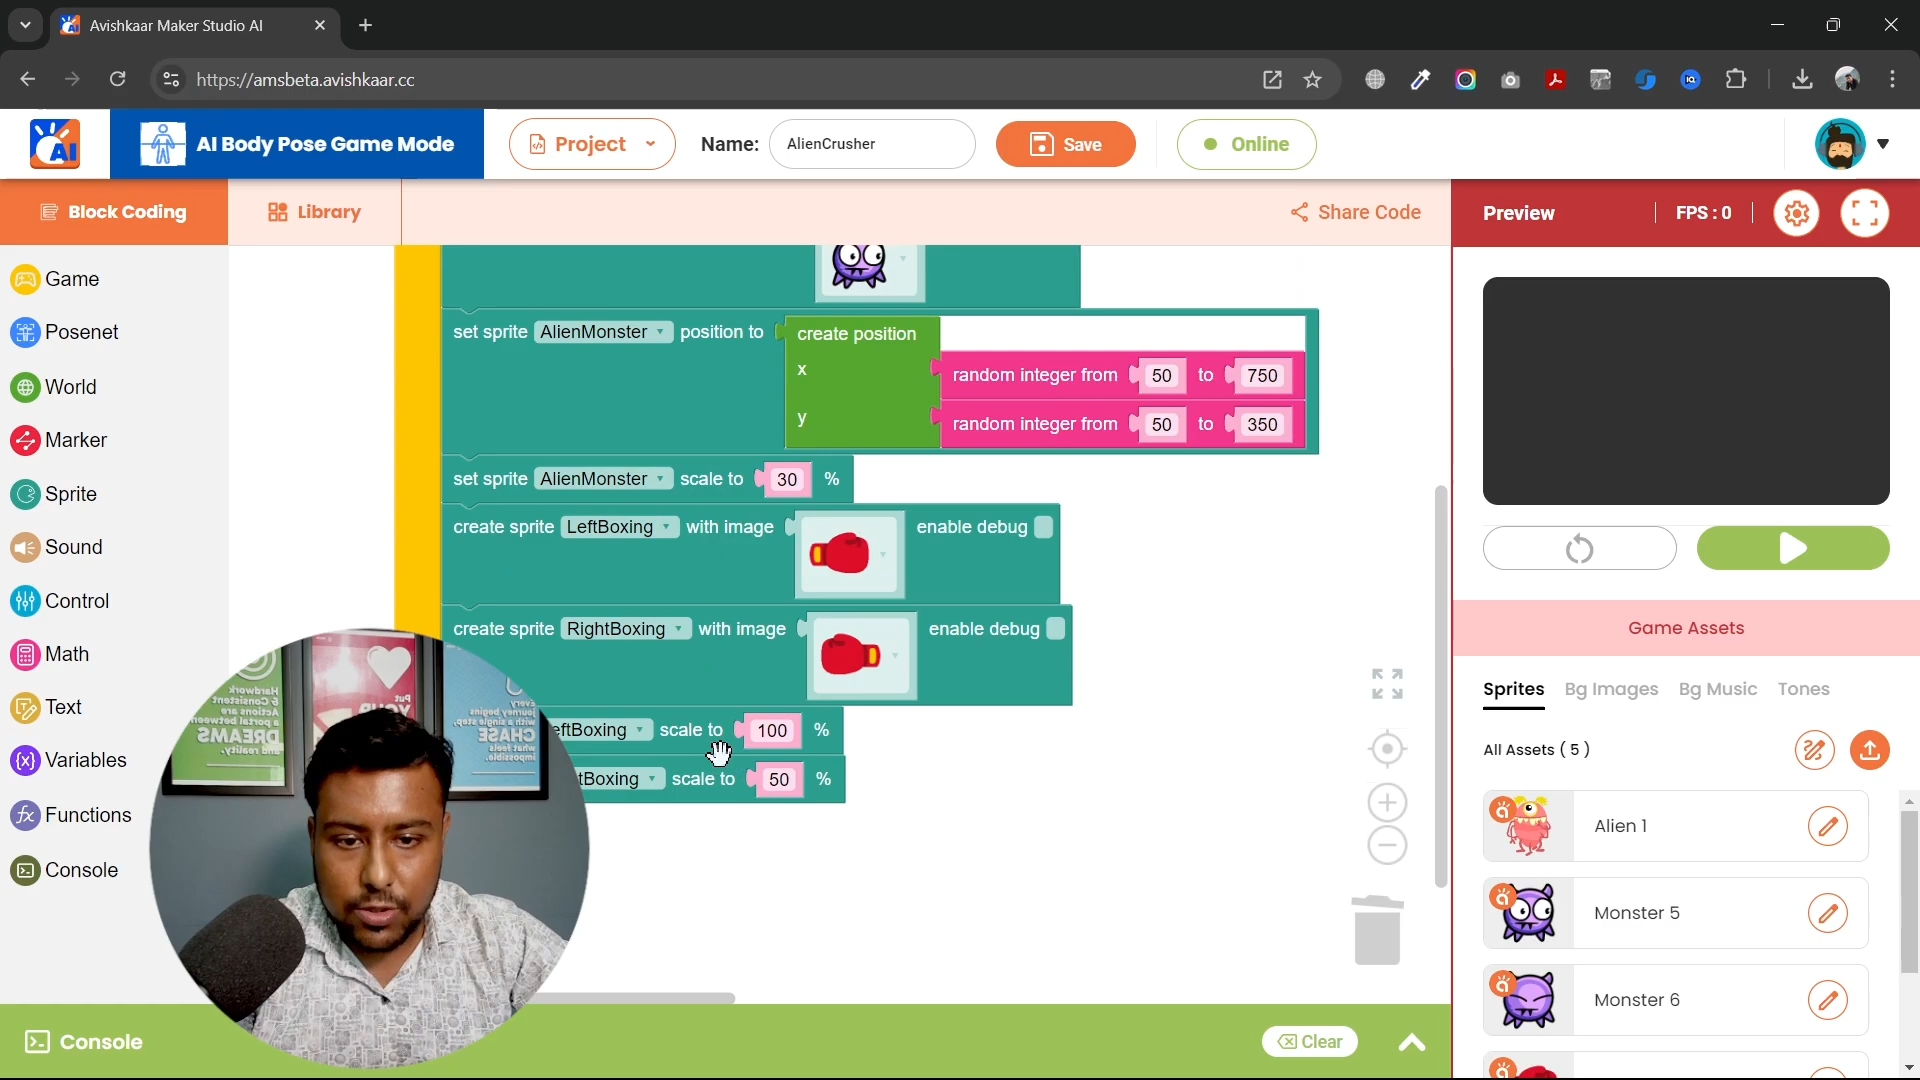 Avishkaar Maker Studio AI
https://amsbeta.avishkaar.cc
AI
AI Body Pose Game Mode
Project
Name:
AlienCrusher
Save
Online
Block Coding
Library
Share Code
Preview
FPS : 0
Game
Posenet
World
Marker
Sprite
Sound
Control
Math
Text
Variables
Functions
Console
set sprite AlienMonster position to create position
x random integer from 50 to 750
y random integer from 50 to 350
set sprite AlienMonster scale to 30 %
create sprite LeftBoxing with image enable debug
create sprite RightBoxing with image enable debug
eftBoxing scale to 100 %
tBoxing scale to 50 %
Game Assets
Sprites Bg Images Bg Music Tones
All Assets ( 5 )
Alien 1
Monster 5
Monster 6
Console
Clear